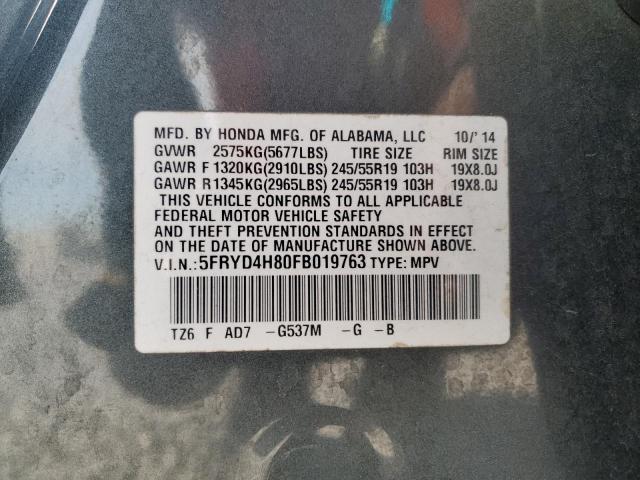 MFD. BY HONDA MFG. OF ALABAMA, LLC 10/'14
GVWR 2575KG(5677LBS) TIRE SIZE RIM SIZE
GAWR F 1320KG(2910LBS) 245/55R19 103H 19X8.0J
GAWR R1345KG(2965LBS) 245/55R19 103H 19X8.0J
THIS VEHICLE CONFORMS TO ALL APPLICABLE
FEDERAL MOTOR VEHICLE SAFETY
AND THEFT PREVENTION STANDARDS IN EFFECT
ON THE DATE OF MANUFACTURE SHOWN ABOVE.
V.I.N.: 5FRYD4H80FB019763 TYPE: MPV
TZ6 F AD7 -G537M -G -B